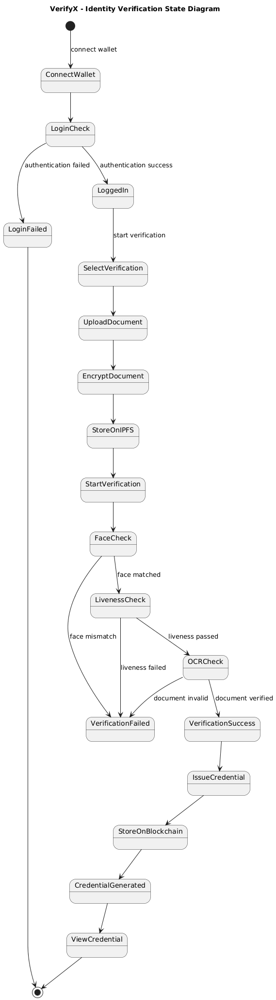 VerifyX - Identity Verification State Diagram
connect wallet
ConnectWallet
LoginCheck
authentication failed
authentication success
LoggedIn
LoginFailed
start verification
SelectVerification
UploadDocument
EncryptDocument
StoreOnIPFS
StartVerification
FaceCheck
face matched
LivenessCheck
face mismatch
liveness passed
OCRCheck
liveness failed
document invalid
document verified
VerificationFailed
VerificationSuccess
IssueCredential
StoreOnBlockchain
CredentialGenerated
ViewCredential